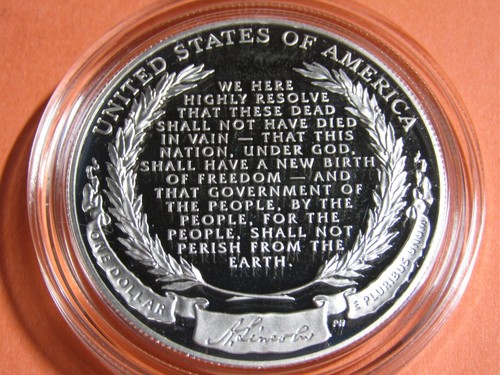 UNITED STATES OF AMERICA
WE HERE
HIGHLY RESOLVE
THAT THESE DEAD
SHALL NOT HAVE DIED
IN VAIN, — THAT THIS
NATION, UNDER GOD,
SHALL HAVE A NEW BIRTH
OF FREEDOM — AND
THAT GOVERNMENT OF
THE PEOPLE, BY THE
PEOPLE, FOR THE
PEOPLE, SHALL NOT
PERISH FROM THE
EARTH.
ONE DOLLAR
E PLURIBUS UNUM
A. Lincoln
PH